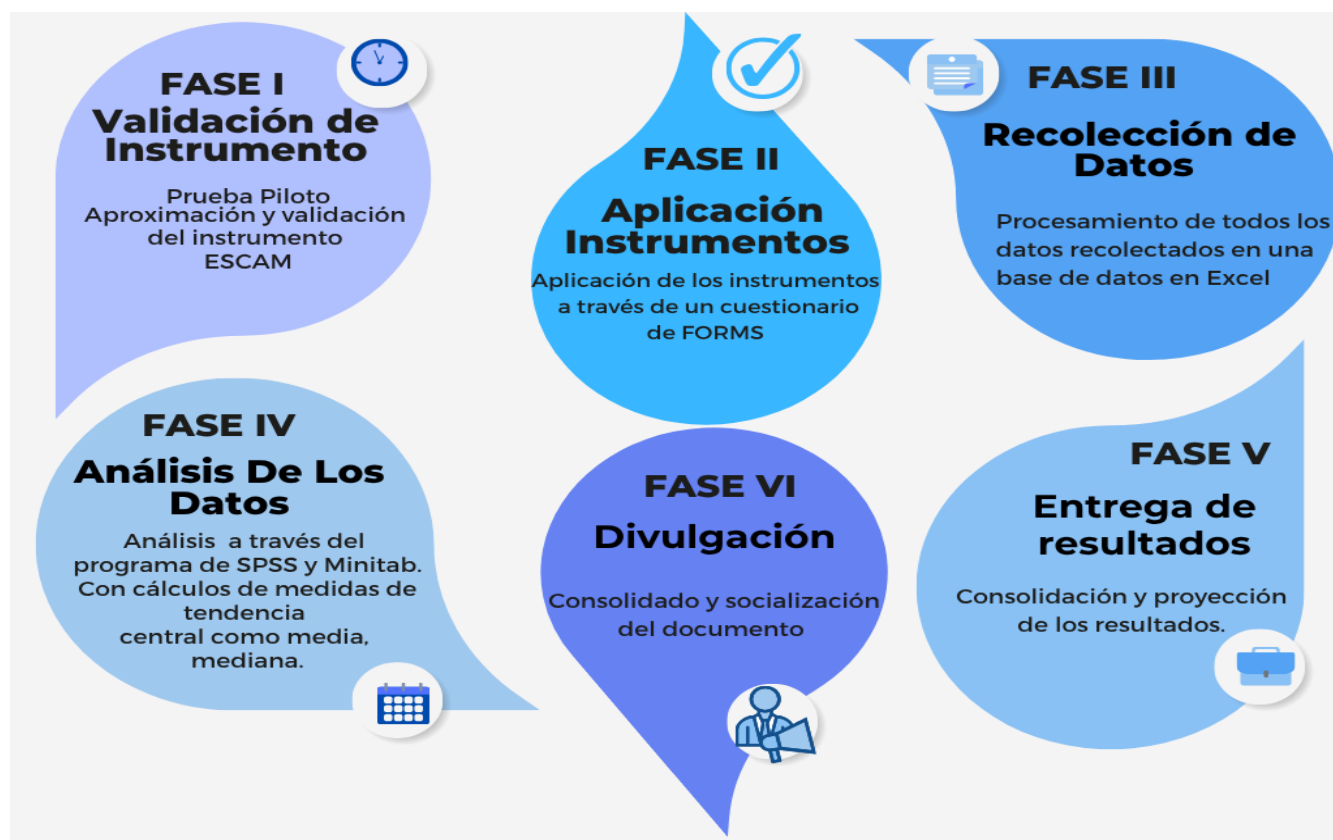 FASE I
Validación de
Instrumento
Prueba Piloto
Aproximación y validación
del instrumento
ESCAM
FASE II
Aplicación
Instrumentos
Aplicación de los instrumentos
a través de un cuestionario
de FORMS
FASE III
Recolección de
Datos
Procesamiento de todos los
datos recolectados en una
base de datos en Excel
FASE IV
Análisis De Los
Datos
Análisis a través del
programa de SPSS y Minitab.
Con cálculos de medidas de
tendencia
central como media,
mediana.
FASE VI
Divulgación
Consolidado y socialización
del documento
FASE V
Entrega de
resultados
Consolidación y proyección
de los resultados.